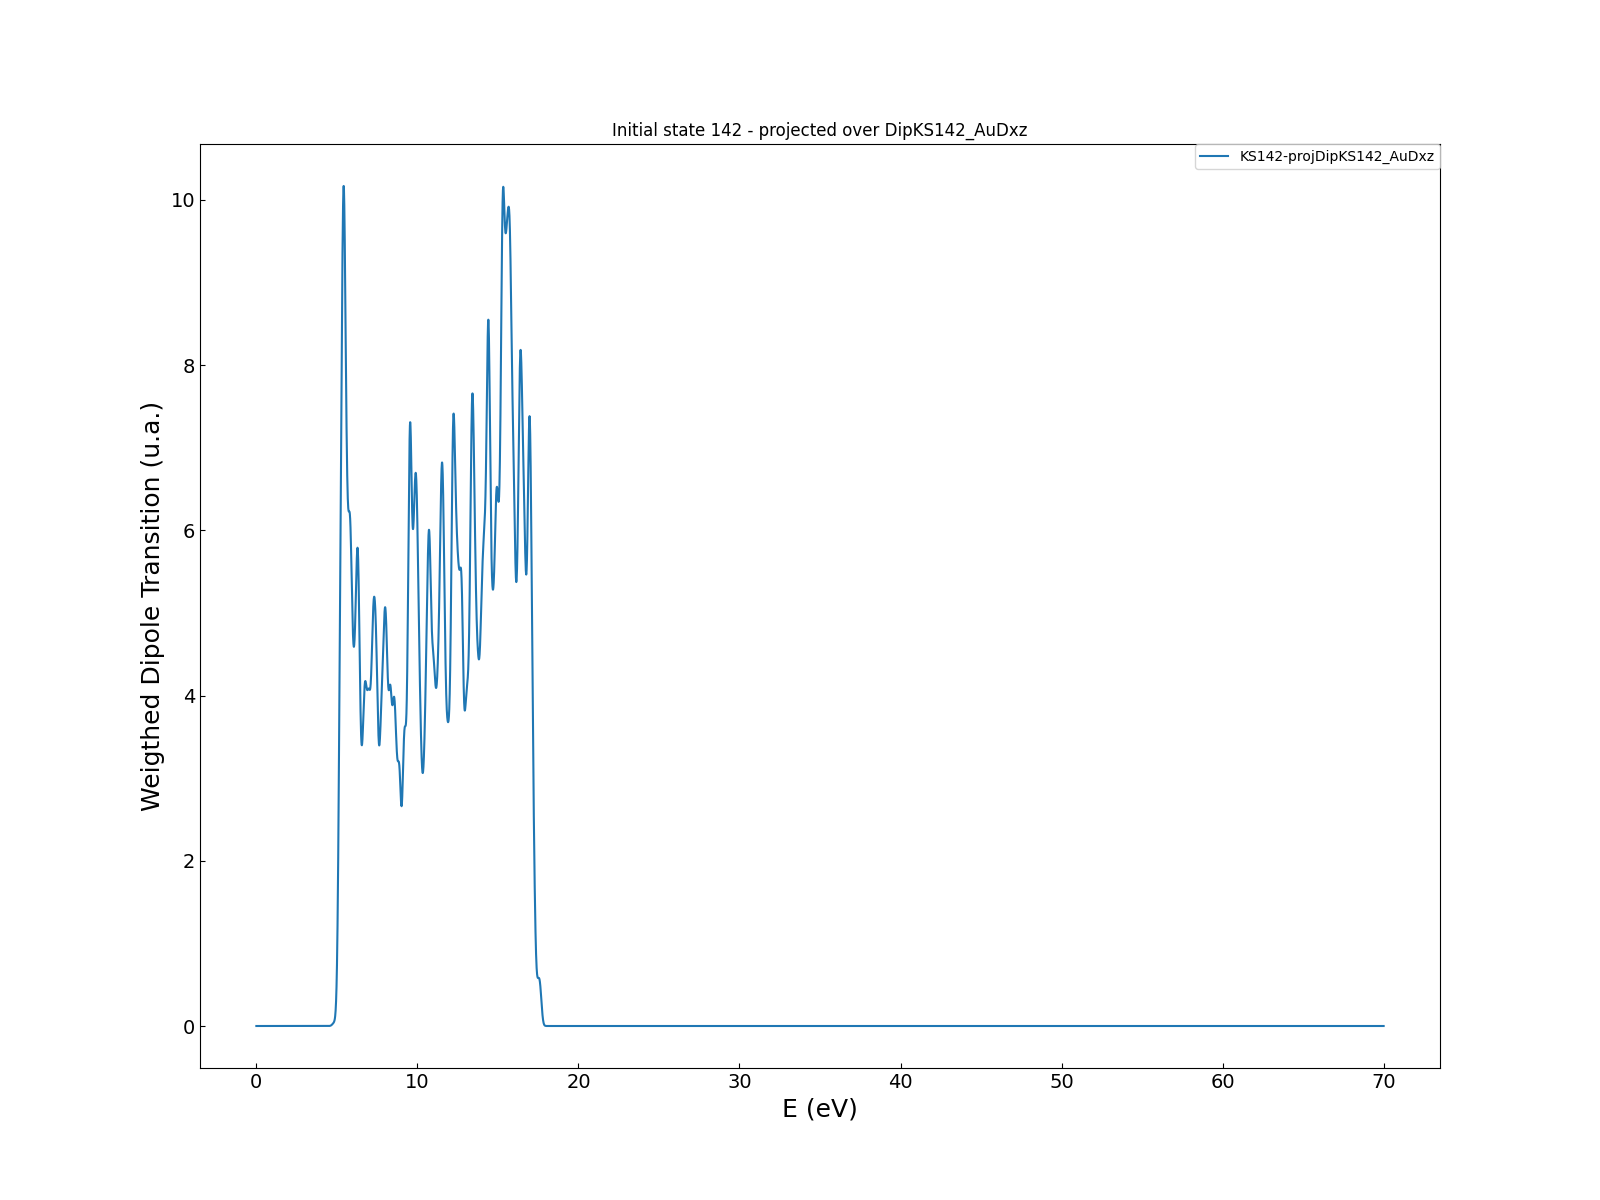 Initial state 142 - projected over DipKS142_AuDxz
KS142-projDipKS142_AuDxz
Weigthed Dipole Transition (u.a.)
10
8
6
4
2
0
0 10 20 30 40 50 60 70
E (eV)